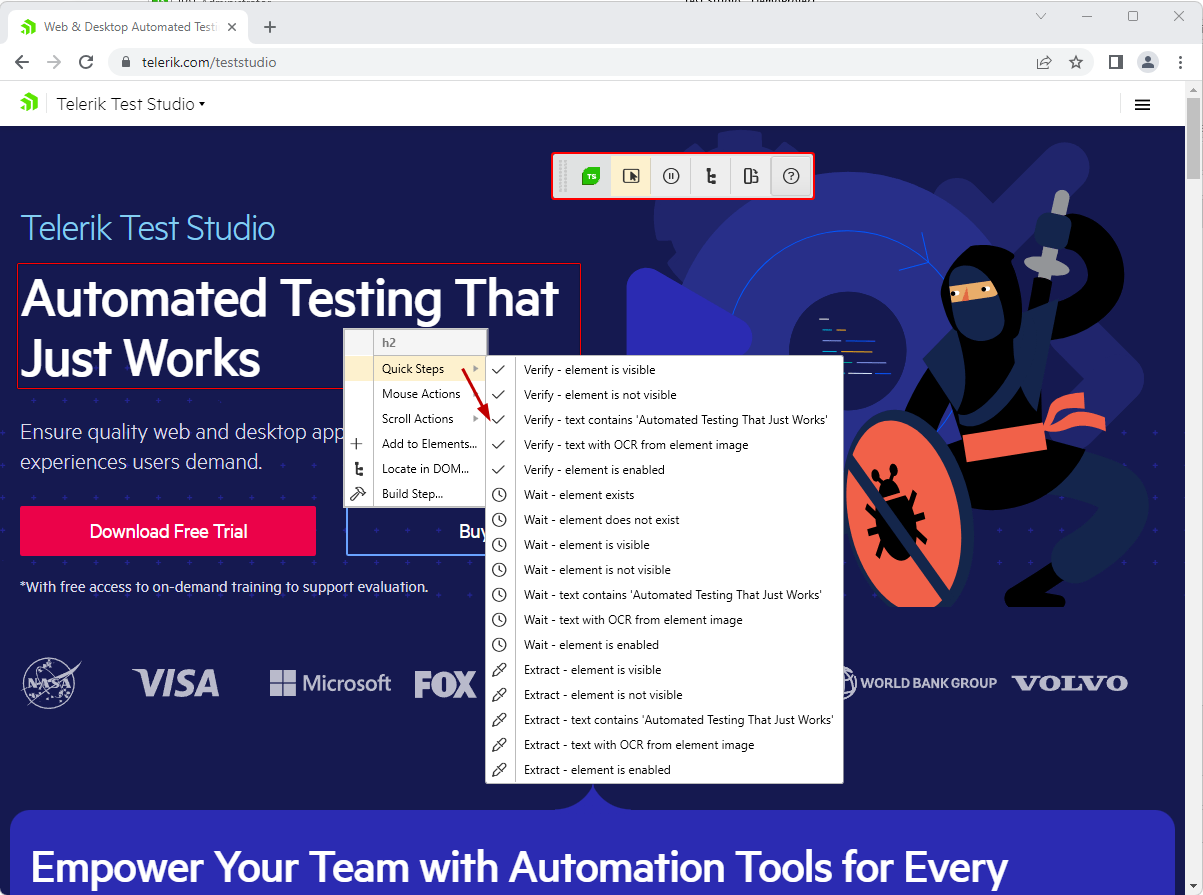 Web & Desktop Automated Testi
telerik.com/teststudio
Telerik Test Studio
TS
Telerik Test Studio
Automated Testing That
Just Works
h2
Quick Steps
Mouse Actions
Scroll Actions
Add to Elements...
Locate in DOM...
Build Step...
Verify - element is visible
Verify - element is not visible
Verify - text contains 'Automated Testing That Just Works'
Verify - text with OCR from element image
Verify - element is enabled
Wait - element exists
Wait - element does not exist
Wait - element is visible
Wait - element is not visible
Wait - text contains 'Automated Testing That Just Works'
Wait - text with OCR from element image
Wait - element is enabled
Extract - element is visible
Extract - element is not visible
Extract - text contains 'Automated Testing That Just Works'
Extract - text with OCR from element image
Extract - element is enabled
Ensure quality web and desktop app
experiences users demand.
Download Free Trial
Buy
*With free access to on-demand training to support evaluation.
NASA
VISA
Microsoft
FOX
WORLD BANK GROUP
VOLVO
Empower Your Team with Automation Tools for Every